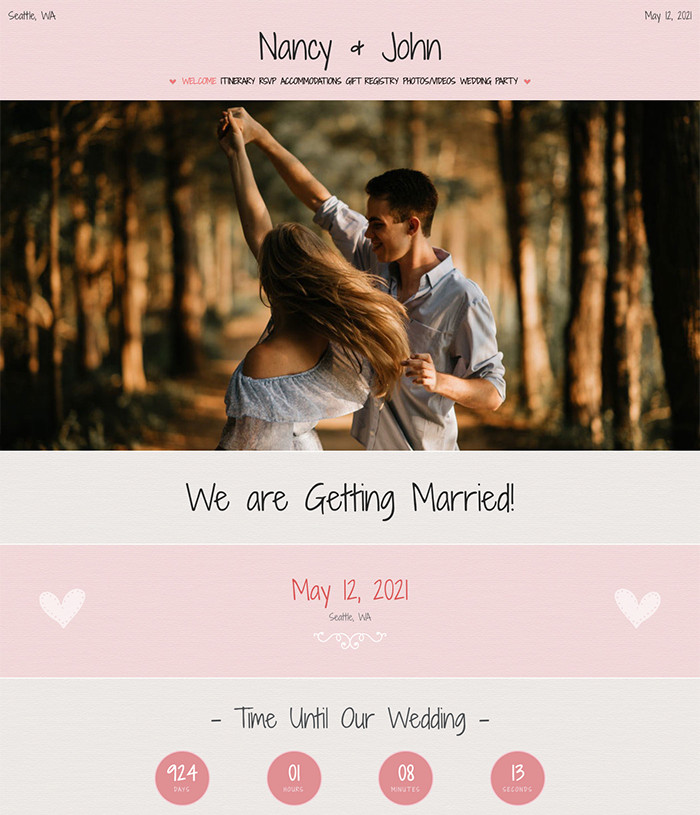 Seattle, WA
May 12, 2021
Nancy & John
WELCOME ITINERARY RSVP ACCOMMODATIONS GIFT REGISTRY PHOTOS/VIDEOS WEDDING PARTY
We are Getting Married!
May 12, 2021
Seattle, WA
- Time Until Our Wedding -
924 01 08 13
DAYS HOURS MINUTES SECONDS